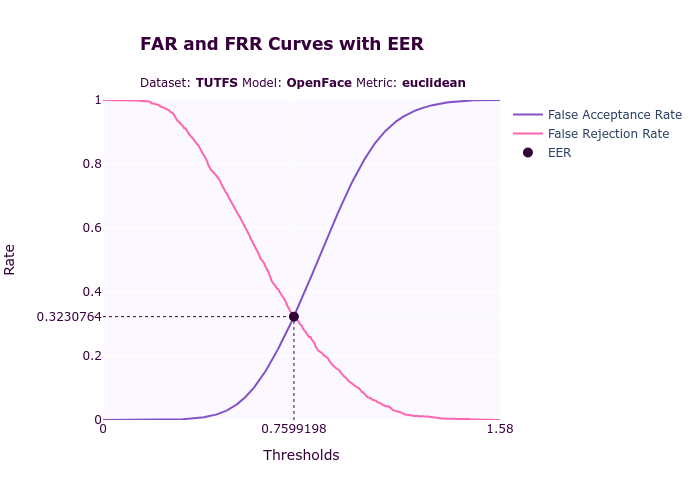 FAR and FRR Curves with EER
Dataset: TUTFS Model: OpenFace Metric: euclidean
1
0.8
0.6
0.4
0.3230764
0.2
0
Rate
0
0.7599198
1.58
Thresholds
False Acceptance Rate
False Rejection Rate
EER